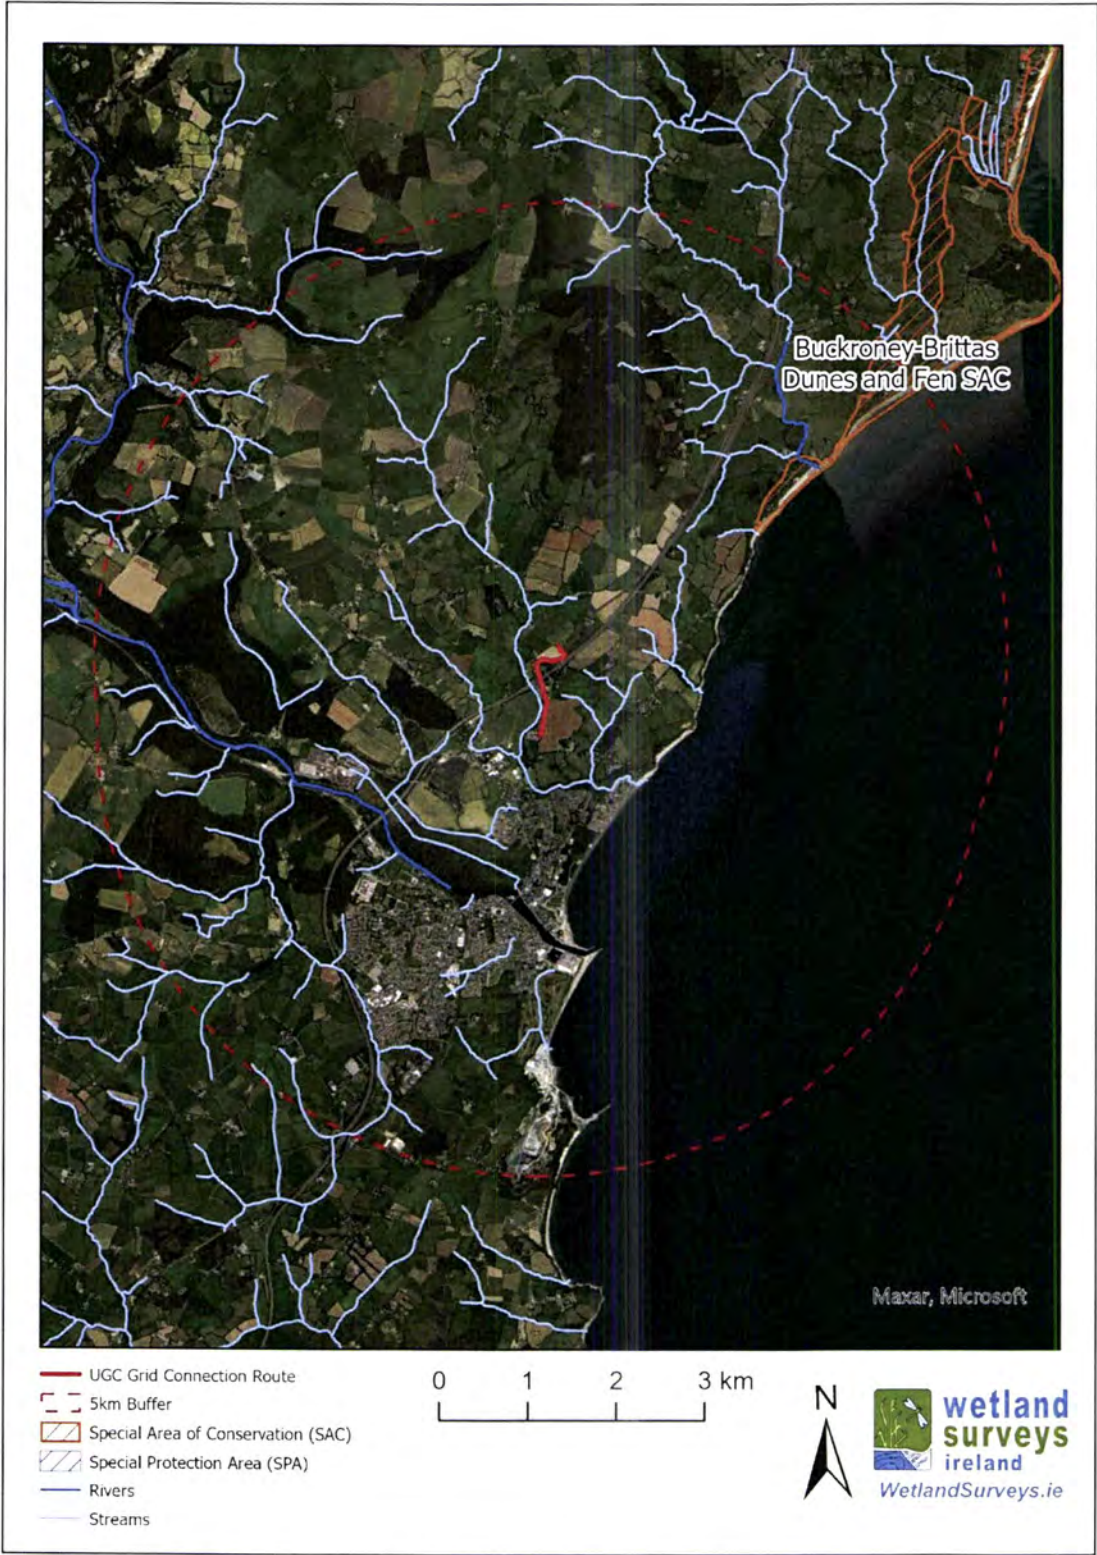 Buckroney-Brittas
Dunes and Fen SAC
Maxar, Microsoft
UGC Grid Connection Route
5km Buffer
Special Area of Conservation (SAC)
Special Protection Area (SPA)
Rivers
Streams
0 1 2 3 km
N
wetland
surveys
ireland
WetlandSurveys.ie